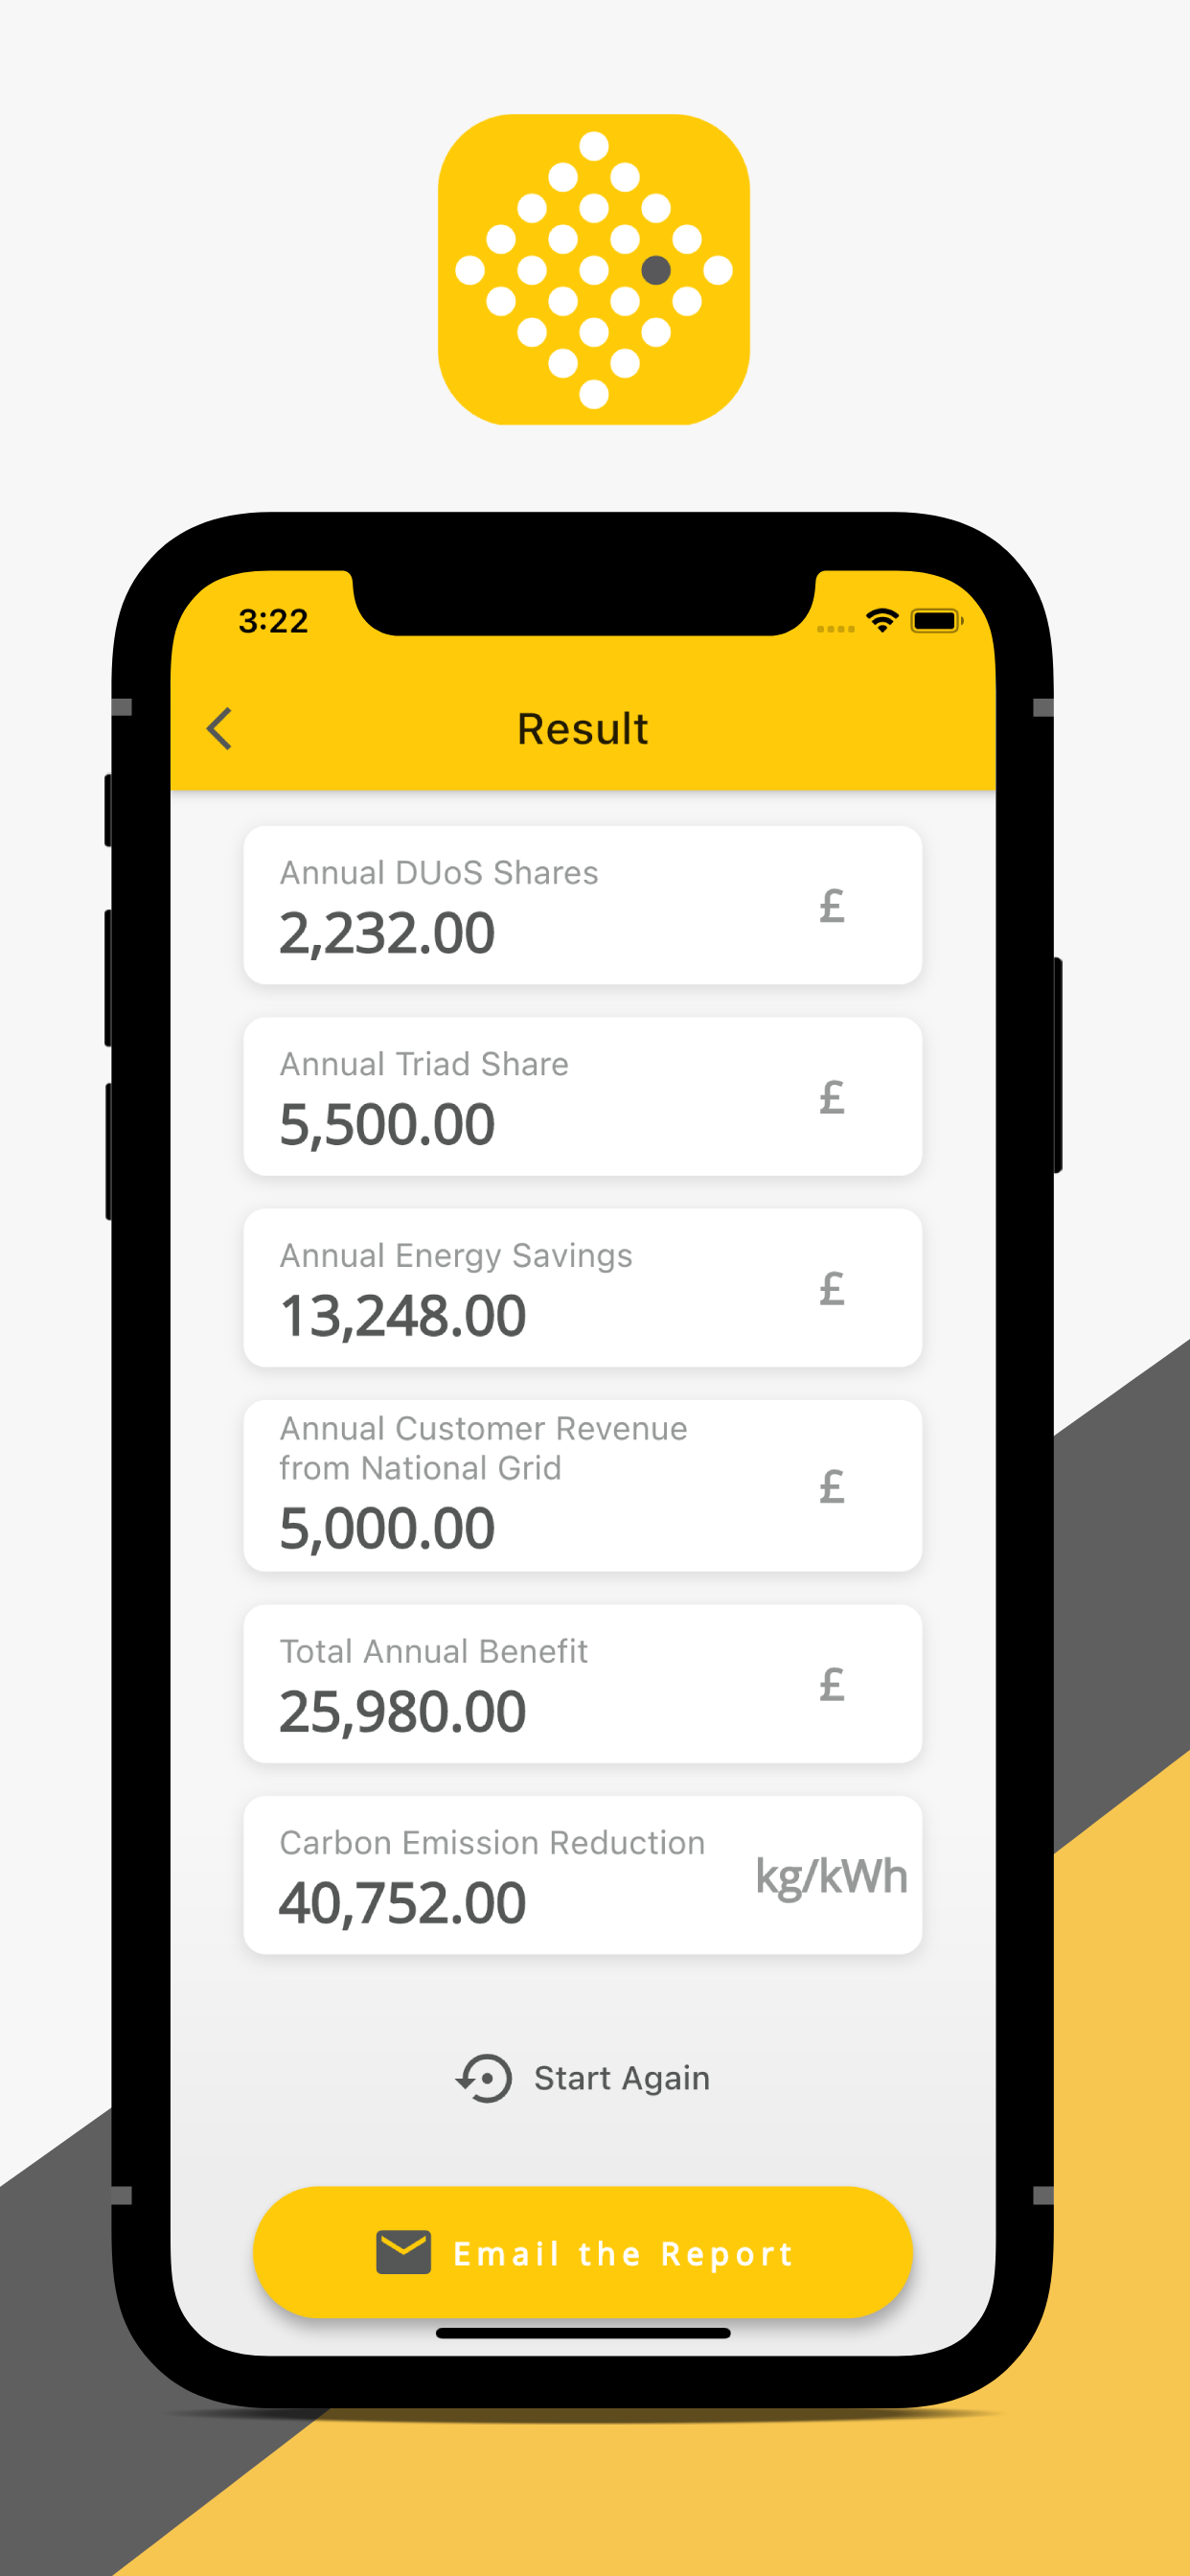 3:22
Result
Annual DUoS Shares
2,232.00
£
Annual Triad Share
5,500.00
£
Annual Energy Savings
13,248.00
£
Annual Customer Revenue
from National Grid
5,000.00
£
Total Annual Benefit
25,980.00
£
Carbon Emission Reduction
40,752.00
kg/kWh
Start Again
Email the Report